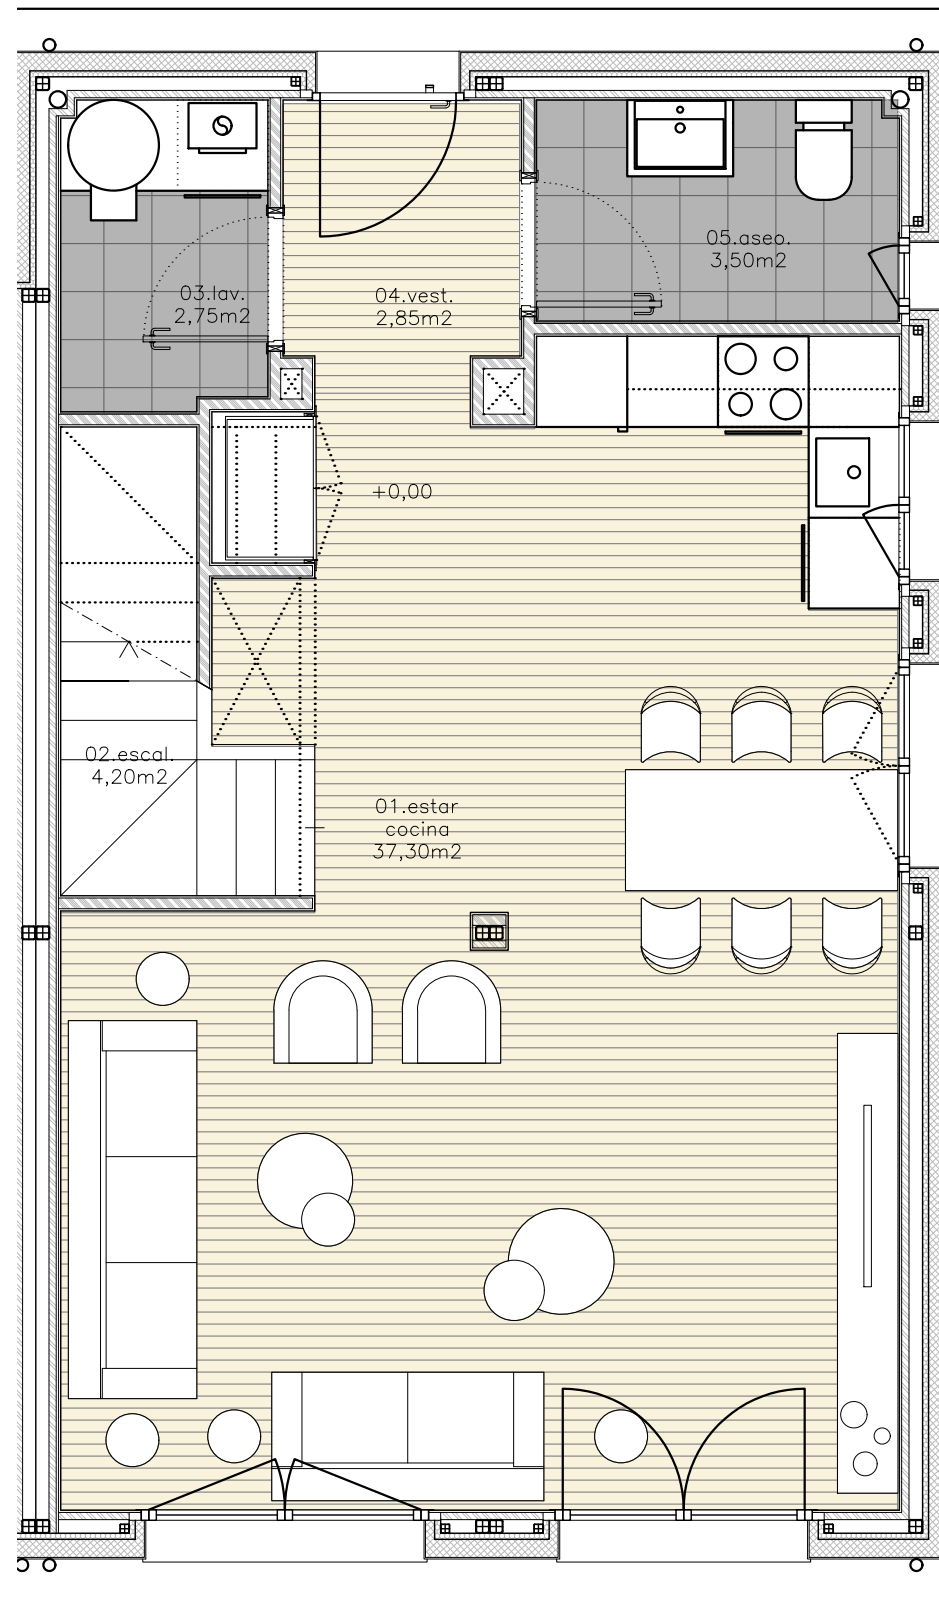 05.aseo.
3,50m2
03.lav.
2,75m2
04.vest.
2,85m2
+0,00
02.escal.
4,20m2
01.estar
cocina
37,30m2